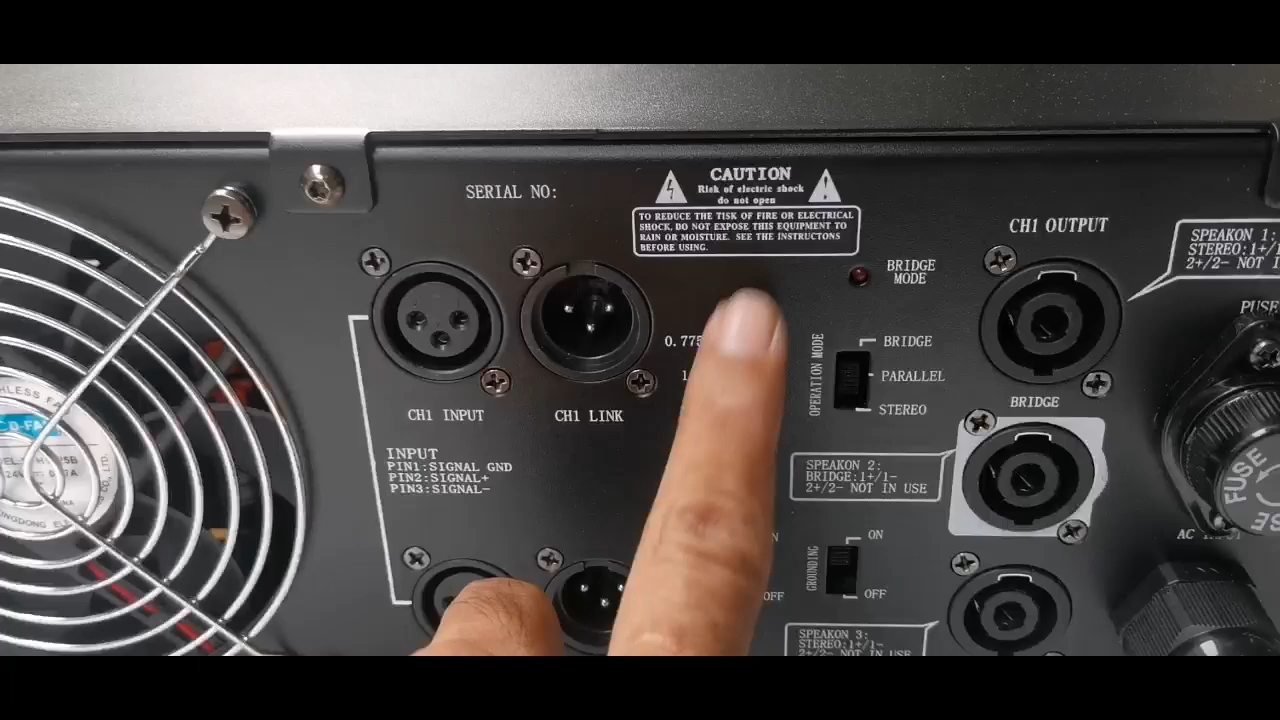 SERIAL NO:
CAUTION
Risk of electric shock
do not open
TO REDUCE THE TISK OF FIRE OR ELECTRICAL
SHOCK, DO NOT EXPOSE THIS EQUIPMENT TO
RAIN OR MOISTURE. SEE THE INSTRUCTONS
BEFORE USING.
BRIDGE
MODE
CH1 OUTPUT
SPEAKON 1:
STEREO:1+/1-
2+/2- NOT I
0.775
OPERATION MODE
BRIDGE
PARALLEL
STEREO
CH1 INPUT
CH1 LINK
BRIDGE
INPUT
PIN1:SIGNAL GND
PIN2:SIGNAL+
PIN3:SIGNAL-
SPEAKON 2:
BRIDGE:1+/1-
2+/2- NOT IN USE
FUSE
GROUNDING
ON
OFF
OFF
SPEAKON 3:
STEREO:1+/1-
2+/2- NOT IN USE